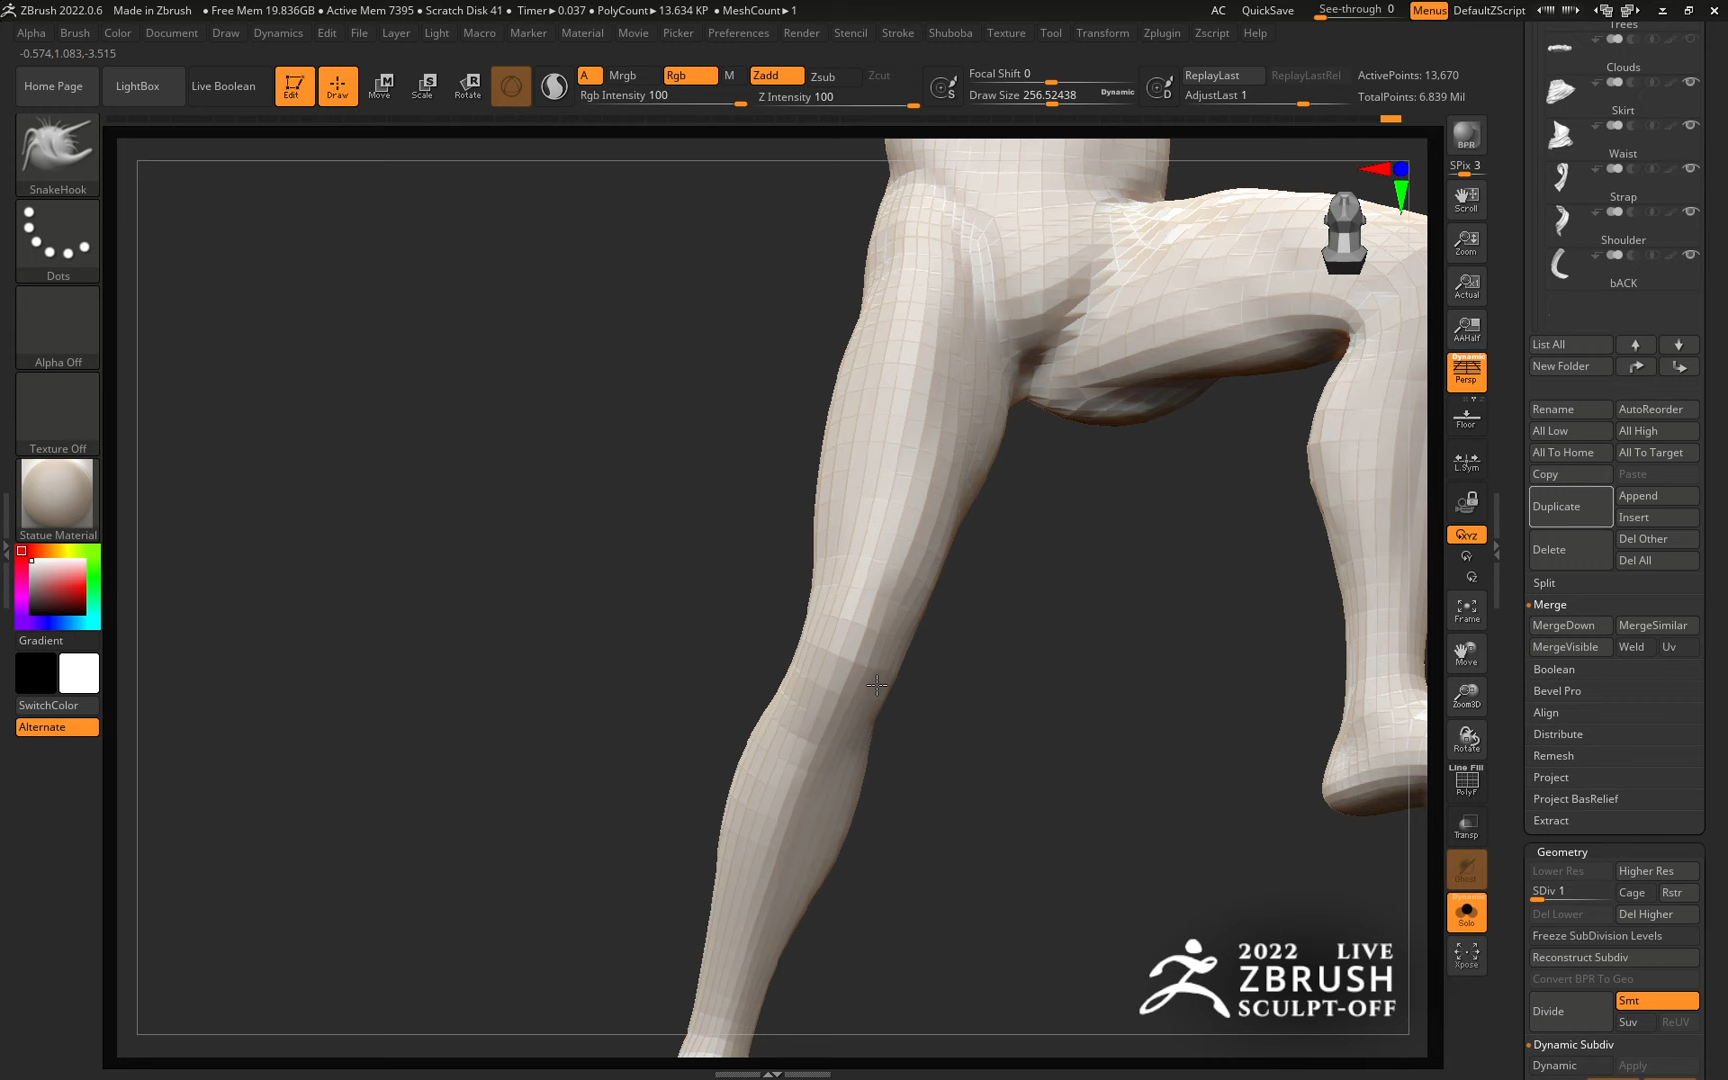 ZBrush 2022.0.6 Made in Zbrush • Free Mem 19.836GB • Active Mem 7395 • Scratch Disk 41 • Timer▸0.037 • PolyCount▸13.634 KP • MeshCount▸1 AC QuickSave See-through 0 Menus DefaultZScript
Alpha Brush Color Document Draw Dynamics Edit File Layer Light Macro Marker Material Movie Picker Preferences Render Stencil Stroke Shuboba Texture Tool Transform Zplugin Zscript Help
-0.574,1.083,-3.515
Home Page LightBox Live Boolean Edit Draw Move Scale Rotate
A Mrgb Rgb M Zadd Zsub Zcut
Rgb Intensity 100 Z Intensity 100
Focal Shift 0
Draw Size 256.52438 Dynamic
S
D
ReplayLast ReplayLastRel
AdjustLast 1
ActivePoints: 13,670
TotalPoints: 6.839 Mil
SnakeHook
Dots
Alpha Off
Texture Off
Statue Material
Gradient
SwitchColor
Alternate
BPR
SPix 3
Scroll
Zoom
Actual
AAHalf
Dynamic
Persp
Floor
L.Sym
XYZ
Y
Z
Frame
Move
Zoom3D
Rotate
Line Fill
PolyF
Transp
Ghost
Dynamic
Solo
Xpose
Trees
Clouds
Skirt
Waist
Strap
Shoulder
bACK
List All
New Folder
Rename AutoReorder
All Low All High
All To Home All To Target
Copy Paste
Duplicate Append
Insert
Delete Del Other
Del All
Split
Merge
MergeDown MergeSimilar
MergeVisible Weld Uv
Boolean
Bevel Pro
Align
Distribute
Remesh
Project
Project BasRelief
Extract
Geometry
Lower Res Higher Res
SDiv 1 Cage Rstr
Del Lower Del Higher
Freeze SubDivision Levels
Reconstruct Subdiv
Convert BPR To Geo
Divide Smt
Suv ReUV
Dynamic Subdiv
Dynamic Apply
2022 LIVE
ZBRUSH
SCULPT-OFF